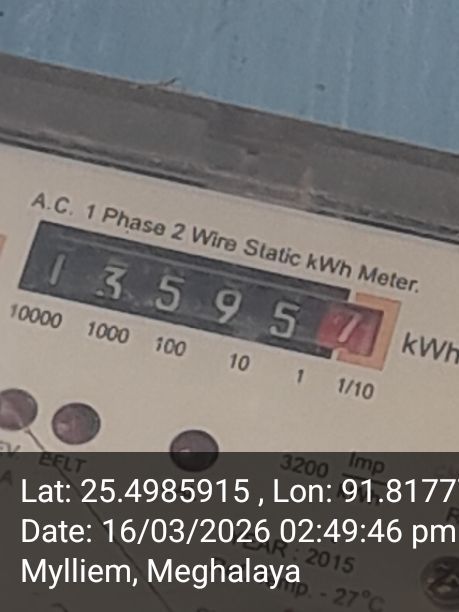 A.C. 1 Phase 2 Wire Static kWh Meter.
1 3 5 9 5 7 kWh
10000 1000 100 10 1 1/10
3200 Imp
Lat: 25.4985915 , Lon: 91.8177
Date: 16/03/2026 02:49:46 pm
YEAR : 2015
Mylliem, Meghalaya
- 27°C